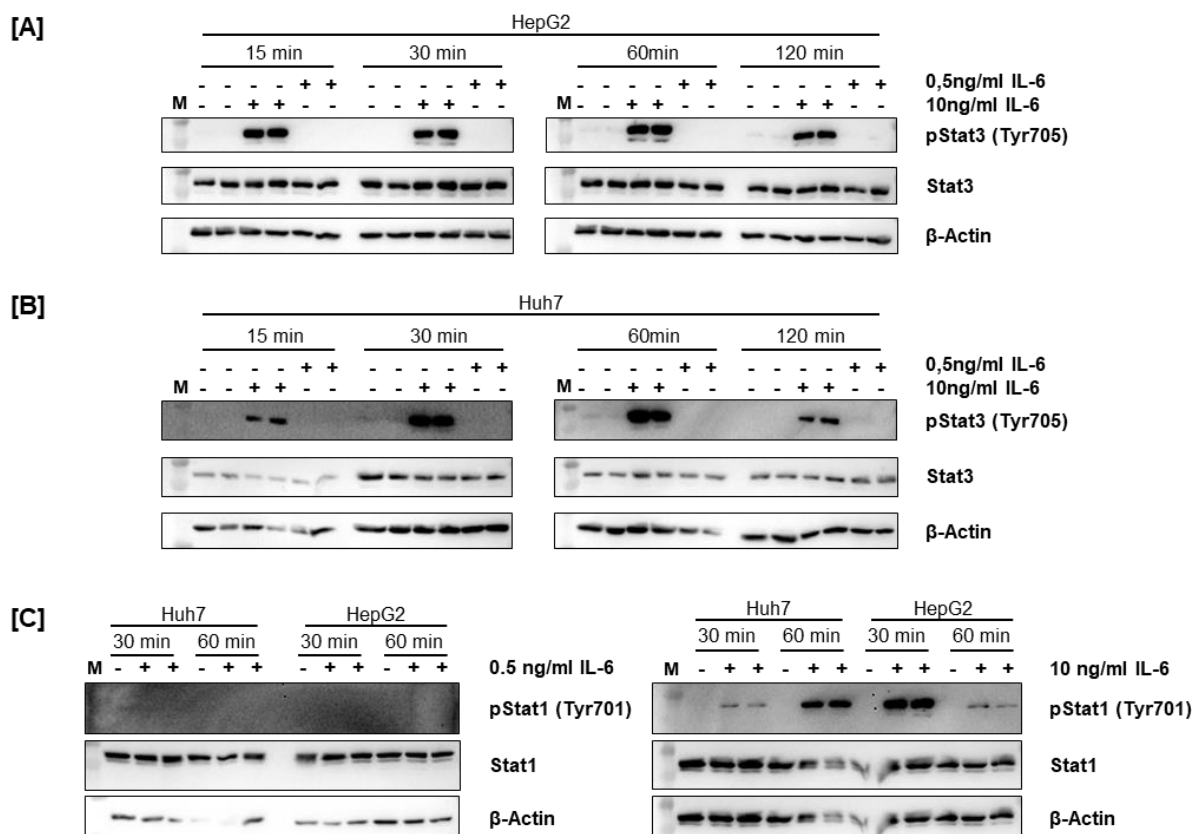 [A]
HepG2
15 min 30 min 60min 120 min
- - - - + + - - - - + + - - - - + + - - - - + + 0,5ng/ml IL-6
M - - + + - - - - + + - - M - - + + - - - - + + - - 10ng/ml IL-6
pStat3 (Tyr705)
Stat3
β-Actin
[B]
Huh7
15 min 30 min 60min 120 min
- - - - + + - - - - + + - - - - + + - - - - + + 0,5ng/ml IL-6
M - - + + - - - - + + - - M - - + + - - - - + + - - 10ng/ml IL-6
pStat3 (Tyr705)
Stat3
β-Actin
[C]
Huh7 HepG2
30 min 60 min 30 min 60 min
M - + + - + + - + + - + + 0.5 ng/ml IL-6
pStat1 (Tyr701)
Stat1
β-Actin
Huh7 HepG2
30 min 60 min 30 min 60 min
M - + + - + + - + + - + + 10 ng/ml IL-6
pStat1 (Tyr701)
Stat1
β-Actin